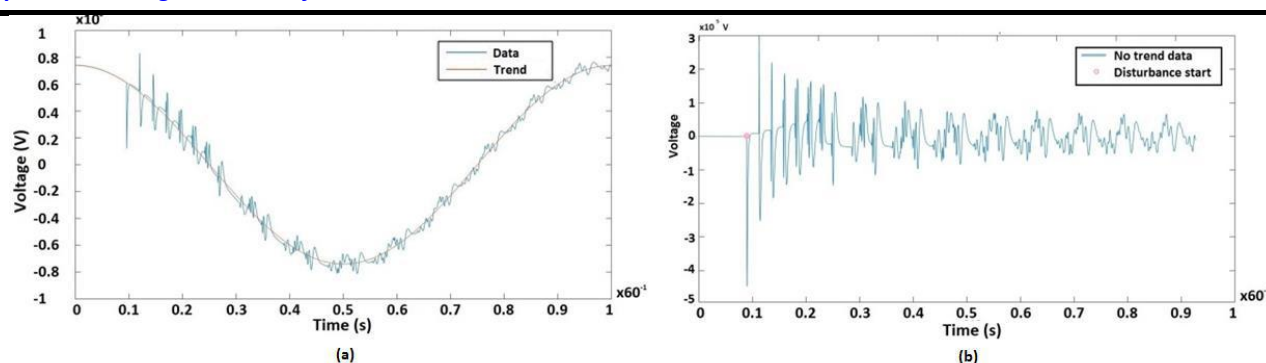 x10⁶
Data
Trend
1
0.8
0.6
0.4
0.2
0
-0.2
-0.4
-0.6
-0.8
-1
Voltage (V)
0 0.1 0.2 0.3 0.4 0.5 0.6 0.7 0.8 0.9 1
x60⁻¹
Time (s)
(a)
V
No trend data
Disturbance start
3
2
1
0
-1
-2
-3
-4
-5
Voltage
0 0.1 0.2 0.3 0.4 0.5 0.6 0.7 0.8 0.9 1
x60
Time (s)
(b)